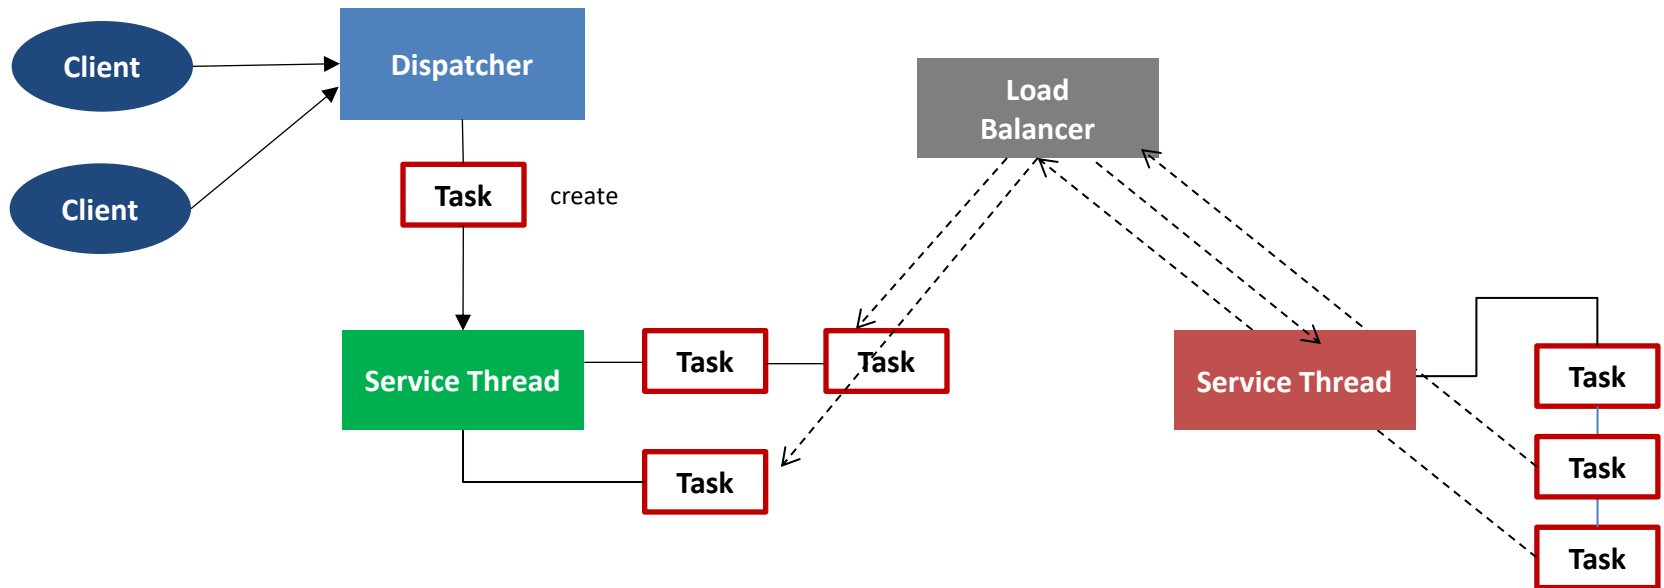 Client
Dispatcher
Load
Balancer
Client
Task
create
Service Thread
Task
Task
Service Thread
Task
Task
Task
Task